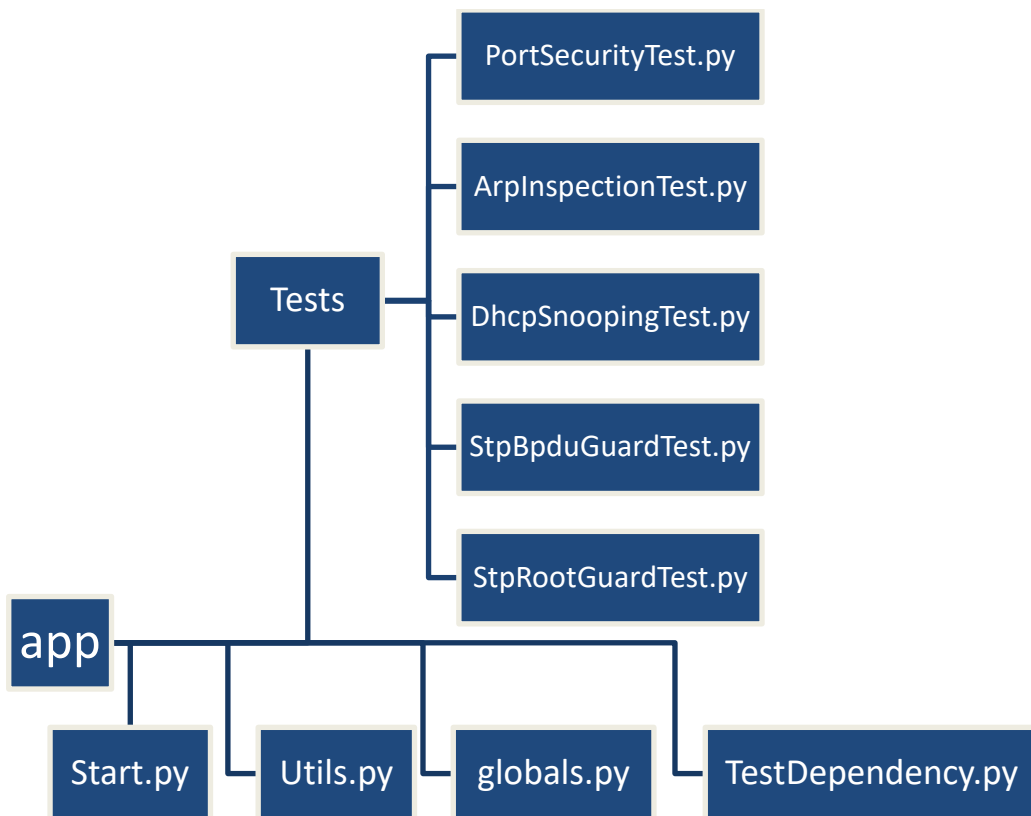 PortSecurityTest.py
ArpInspectionTest.py
Tests
DhcpSnoopingTest.py
StpBpduGuardTest.py
StpRootGuardTest.py
app
Start.py
Utils.py
globals.py
TestDependency.py